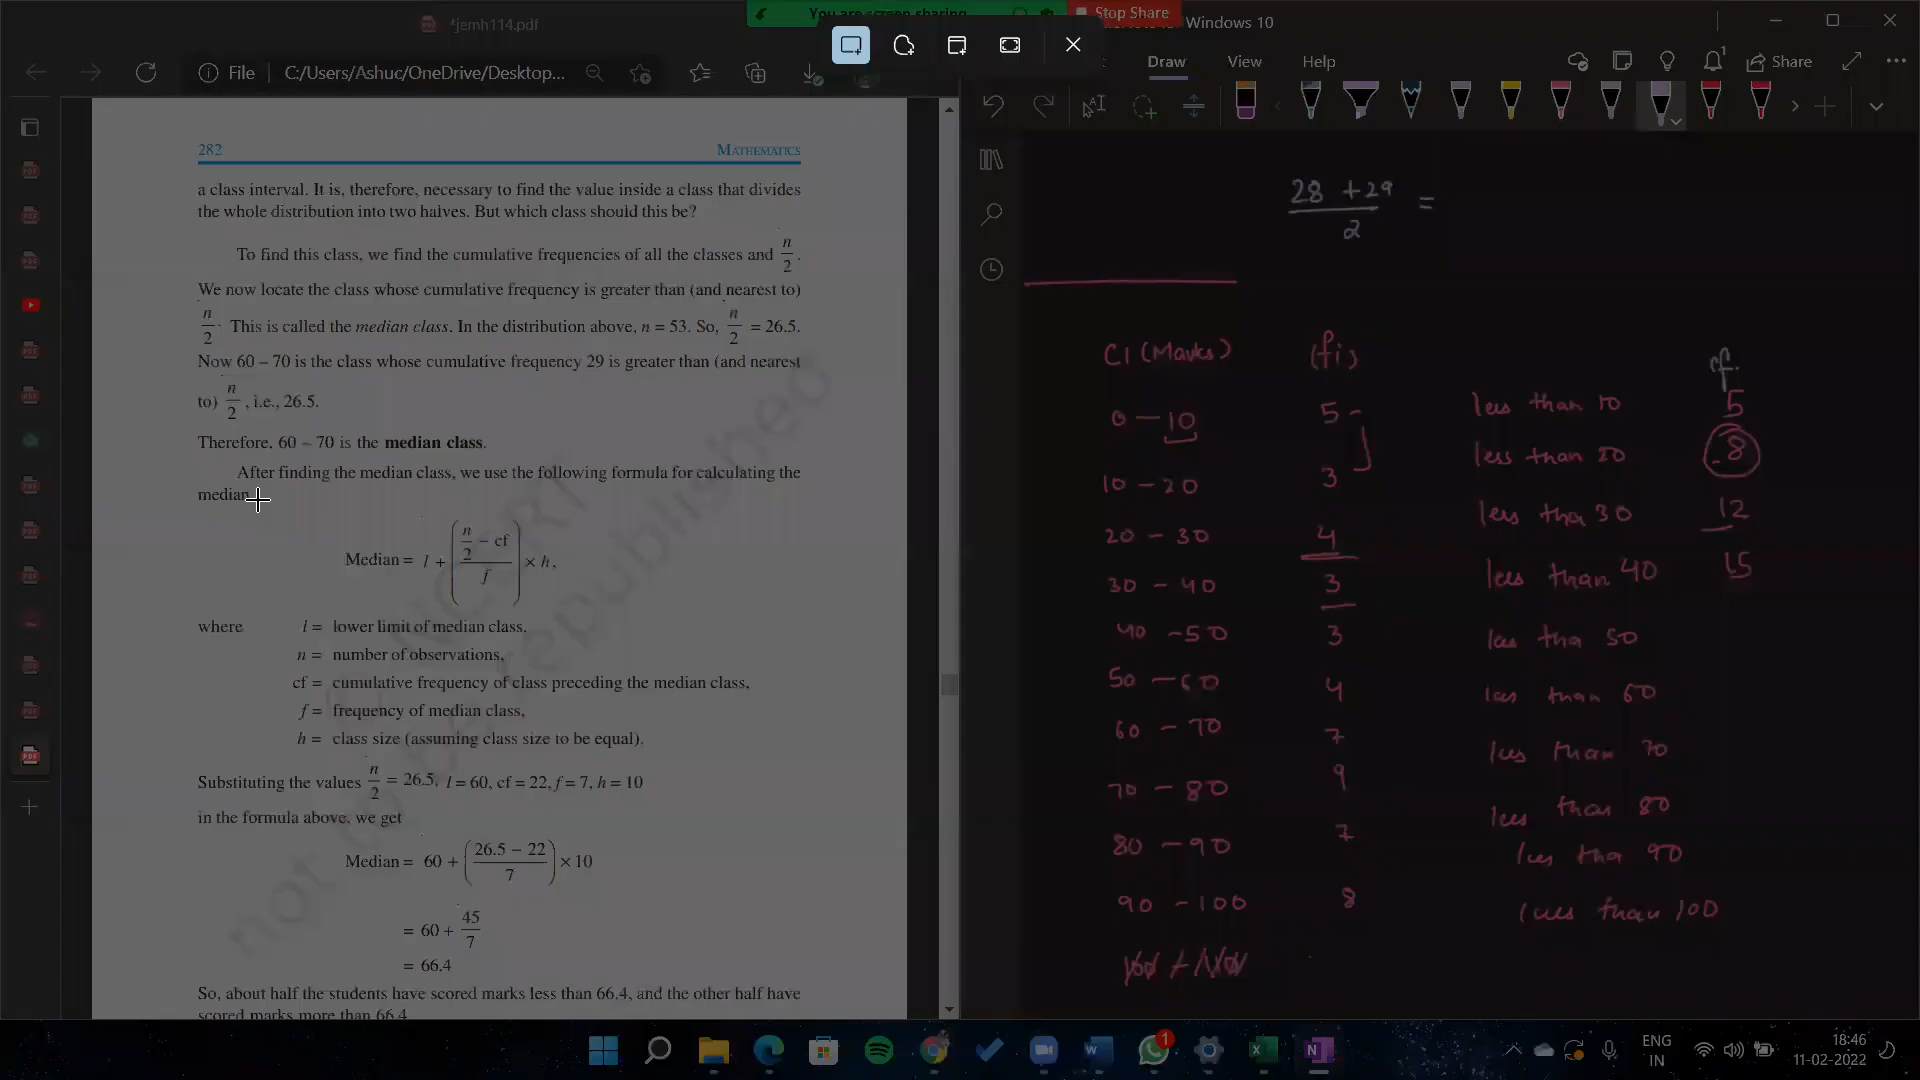 *jemh114.pdf
You are screen sharing
Stop Share
Windows 10
File
C:/Users/Ashuc/OneDrive/Desktop...
Draw
View
Help
Share
282
MATHEMATICS
a class interval. It is, therefore, necessary to find the value inside a class that divides
the whole distribution into two halves. But which class should this be?
To find this class, we find the cumulative frequencies of all the classes and n/2.
We now locate the class whose cumulative frequency is greater than (and nearest to)
n/2. This is called the median class. In the distribution above, n = 53. So, n/2 = 26.5.
Now 60 – 70 is the class whose cumulative frequency 29 is greater than (and nearest
to) n/2, i.e., 26.5.
Therefore, 60 – 70 is the median class.
After finding the median class, we use the following formula for calculating the
median
Median = l + ((n/2 – cf)/f) × h,
where l = lower limit of median class,
n = number of observations,
cf = cumulative frequency of class preceding the median class,
f = frequency of median class,
h = class size (assuming class size to be equal).
Substituting the values n/2 = 26.5, l = 60, cf = 22, f = 7, h = 10
in the formula above, we get
Median = 60 + ((26.5 – 22)/7) × 10
= 60 + 45/7
= 66.4
So, about half the students have scored marks less than 66.4, and the other half have
scored marks more than 66.4
© NCERT
not to be republished
(28 + 29)/2 =
CI (Marks) (fi) cf.
0 — 10 5 less than 10 5
10 — 20 3 less than 20 8
20 – 30 4 less tha 30 12
30 – 40 3 less than 40 15
40 – 50 3 less tha 50
50 — 60 4 less than 60
60 – 70 7 less than 70
70 – 80 9 less than 80
80 – 90 7 less tha 90
90 – 100 8 less than 100
1
1
ENG
IN
18:46
11-02-2022